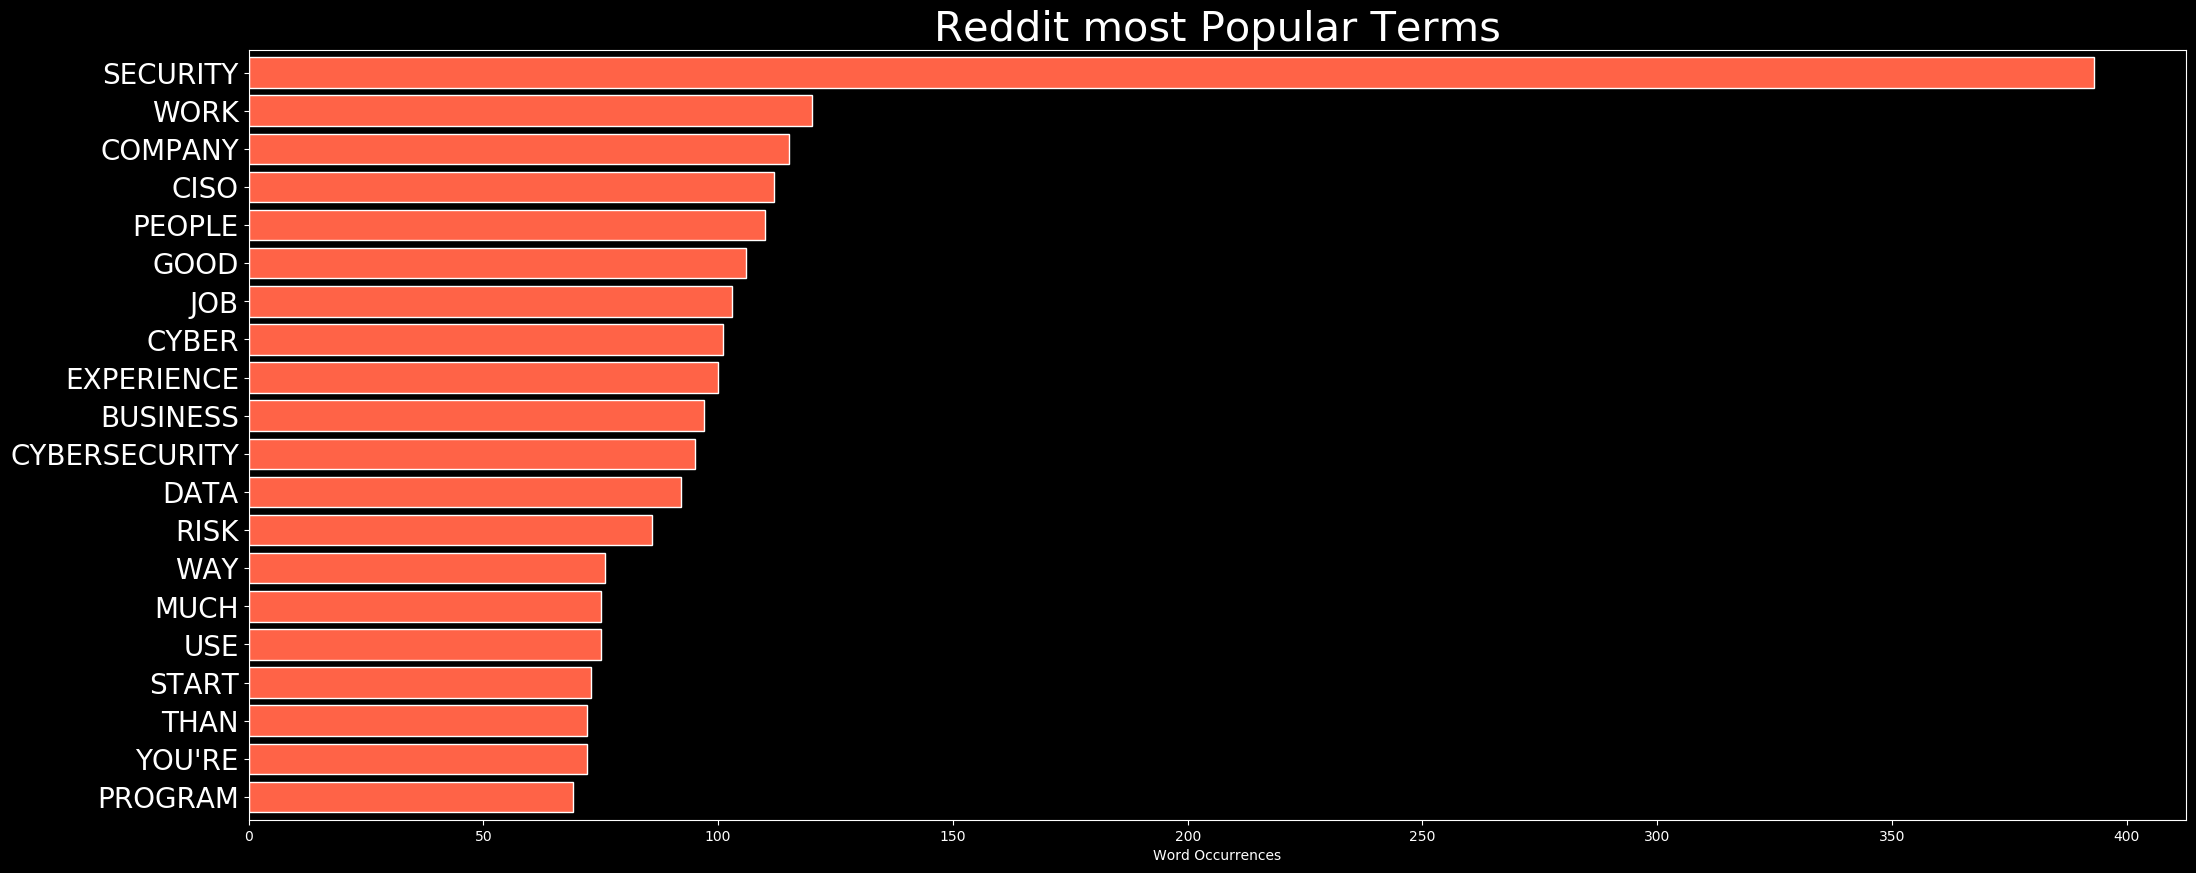 Reddit most Popular Terms
SECURITY
WORK
COMPANY
CISO
PEOPLE
GOOD
JOB
CYBER
EXPERIENCE
BUSINESS
CYBERSECURITY
DATA
RISK
WAY
MUCH
USE
START
THAN
YOU'RE
PROGRAM
0 50 100 150 200 250 300 350 400
Word Occurrences